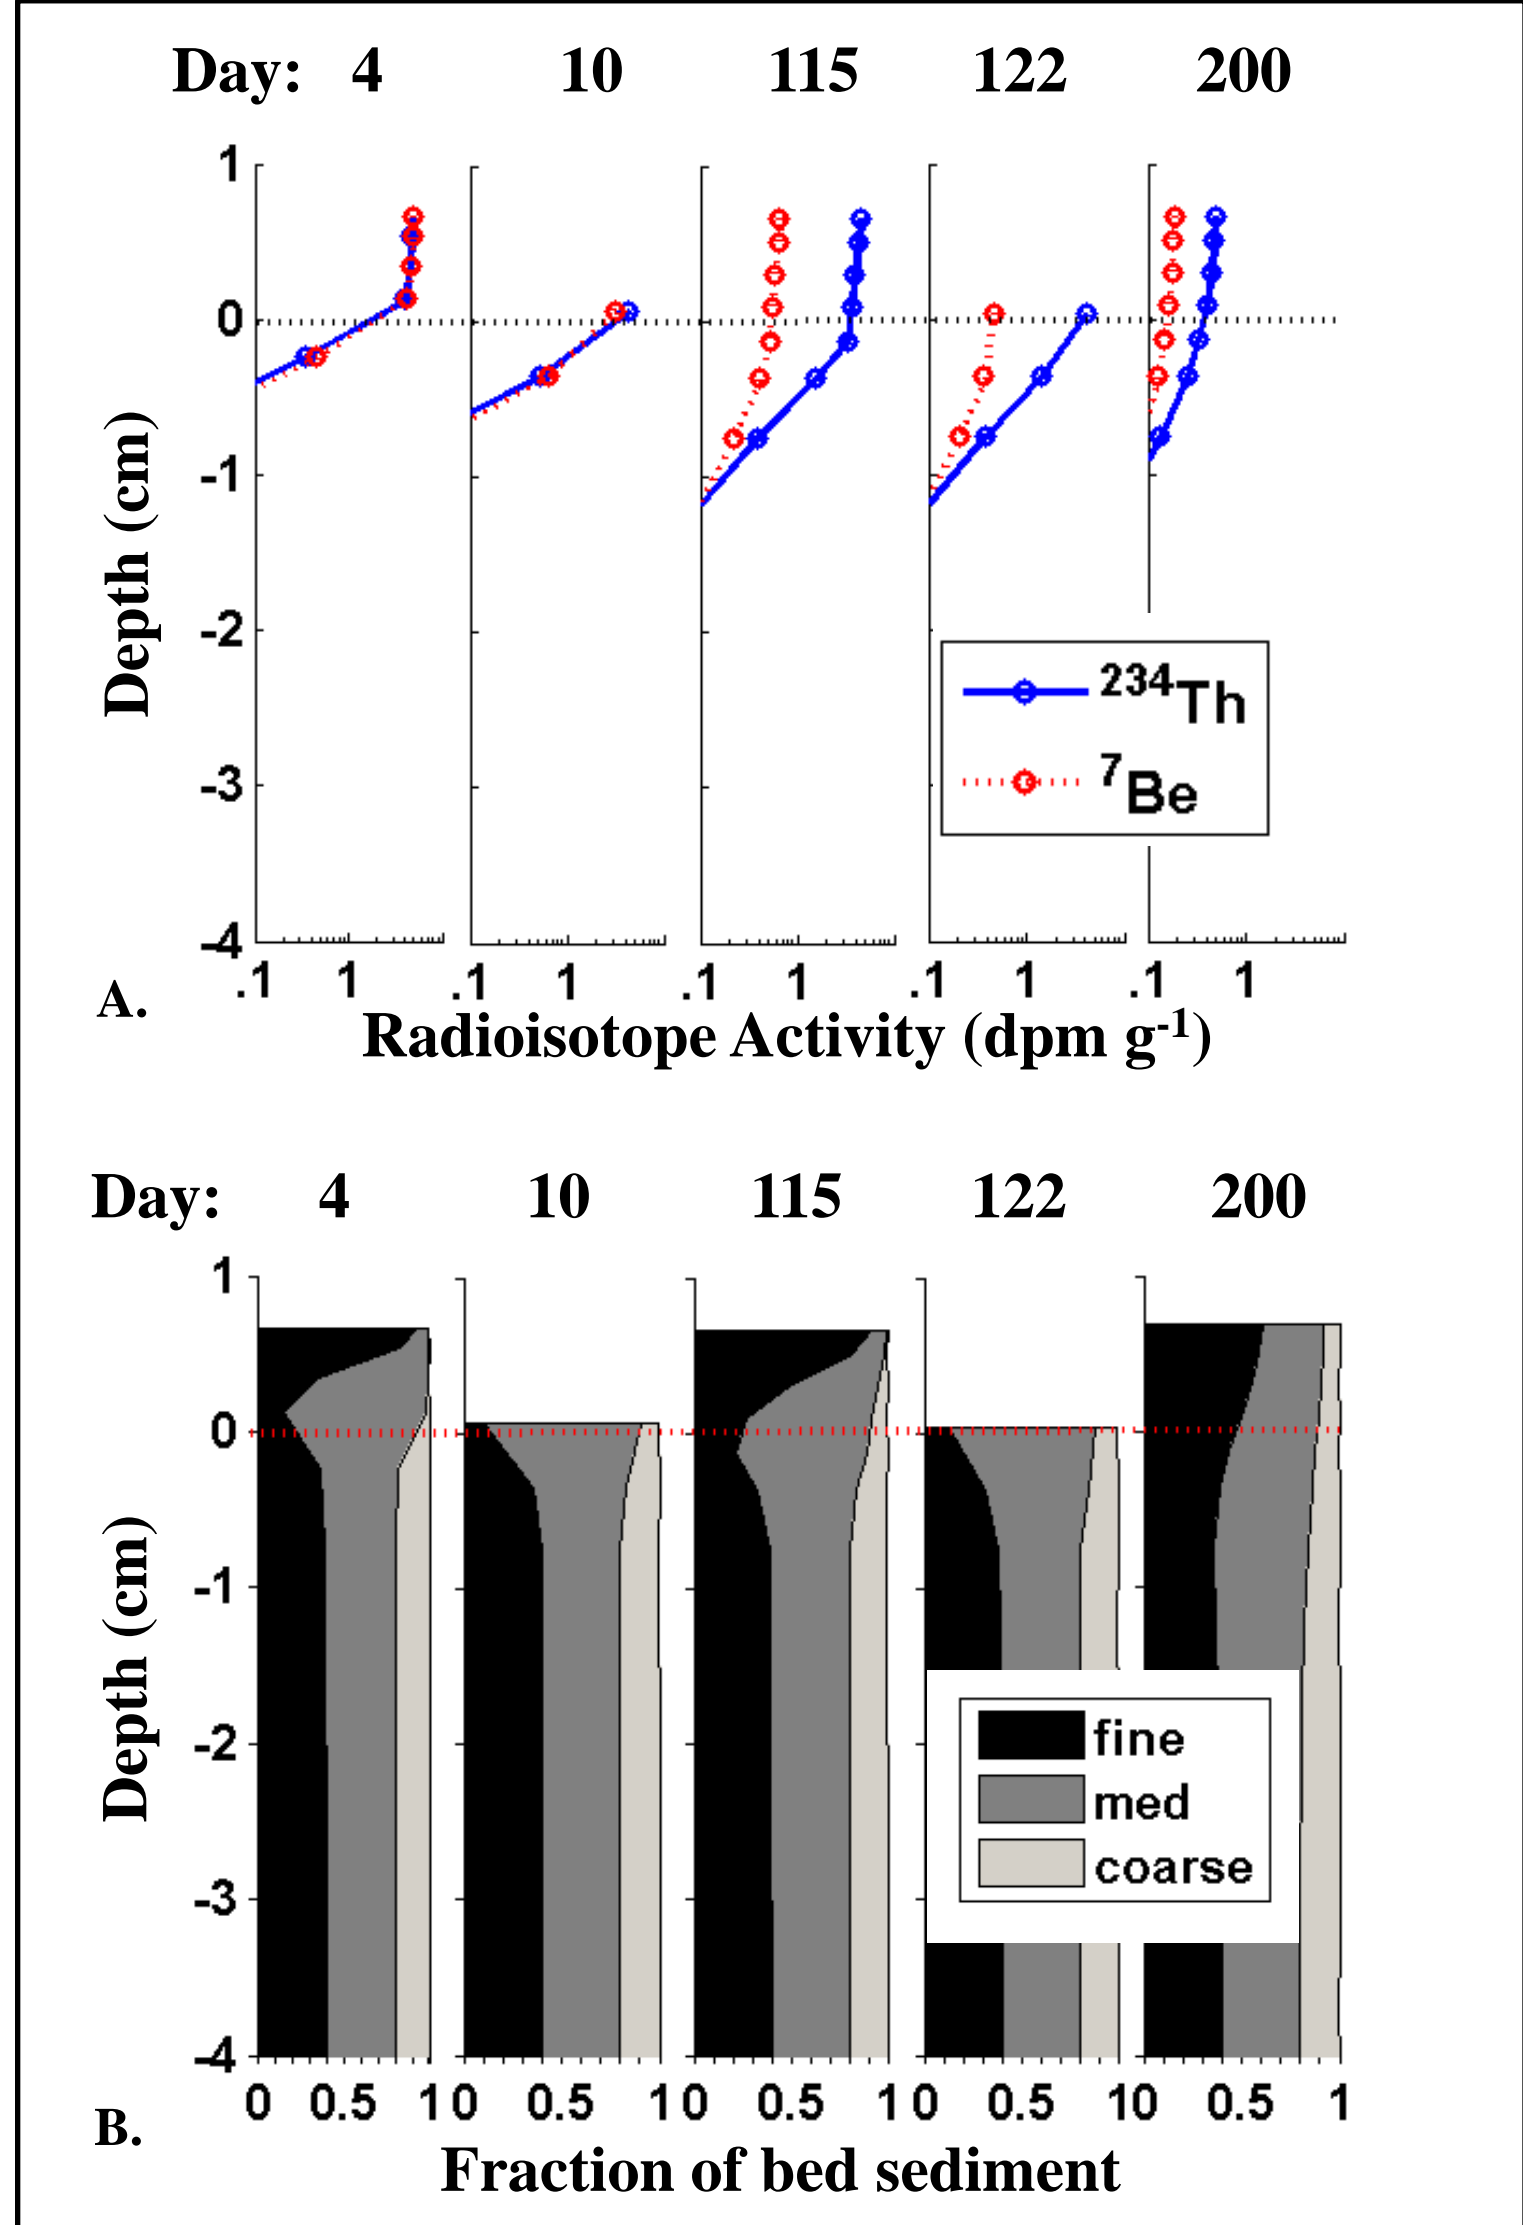 Day: 4 10 115 122 200
1
0
-1
-2
-3
-4
Depth (cm)
234Th
7Be
.1 1 .1 1 .1 1 .1 1 .1 1
A.
Radioisotope Activity (dpm g-1)
Day: 4 10 115 122 200
1
0
-1
-2
-3
-4
Depth (cm)
fine
med
coarse
0 0.5 1 0 0.5 1 0 0.5 1 0 0.5 1 0 0.5 1
B.
Fraction of bed sediment